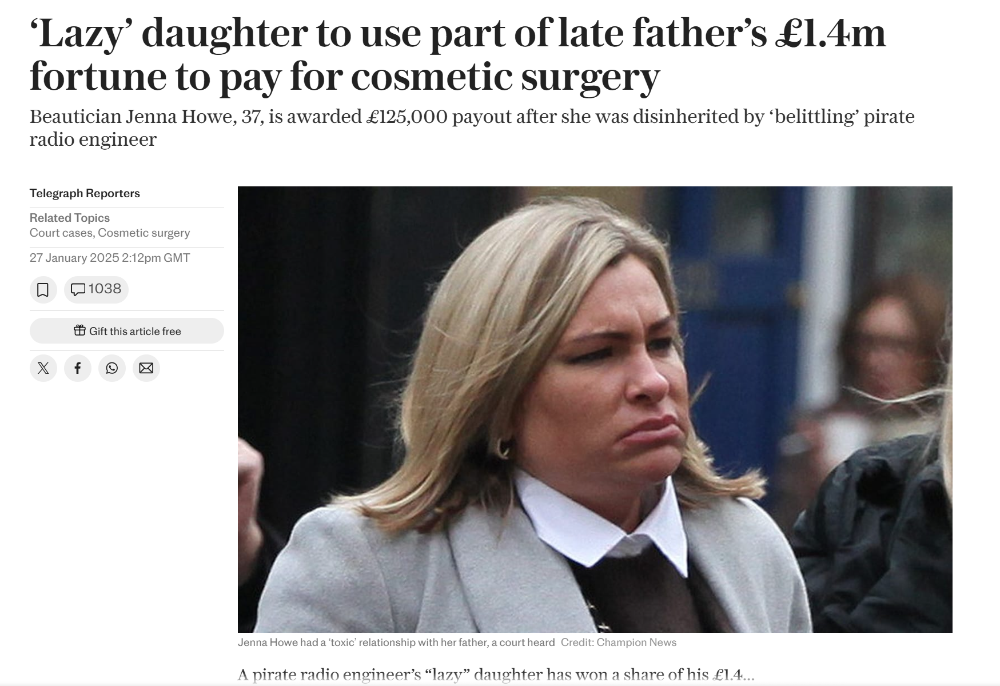 ‘Lazy’ daughter to use part of late father’s £1.4m
fortune to pay for cosmetic surgery
Beautician Jenna Howe, 37, is awarded £125,000 payout after she was disinherited by ‘belittling’ pirate
radio engineer
Telegraph Reporters
Related Topics
Court cases, Cosmetic surgery
27 January 2025 2:12pm GMT
1038
Gift this article free
Jenna Howe had a ‘toxic’ relationship with her father, a court heard Credit: Champion News
A pirate radio engineer’s “lazy” daughter has won a share of his £1.4...